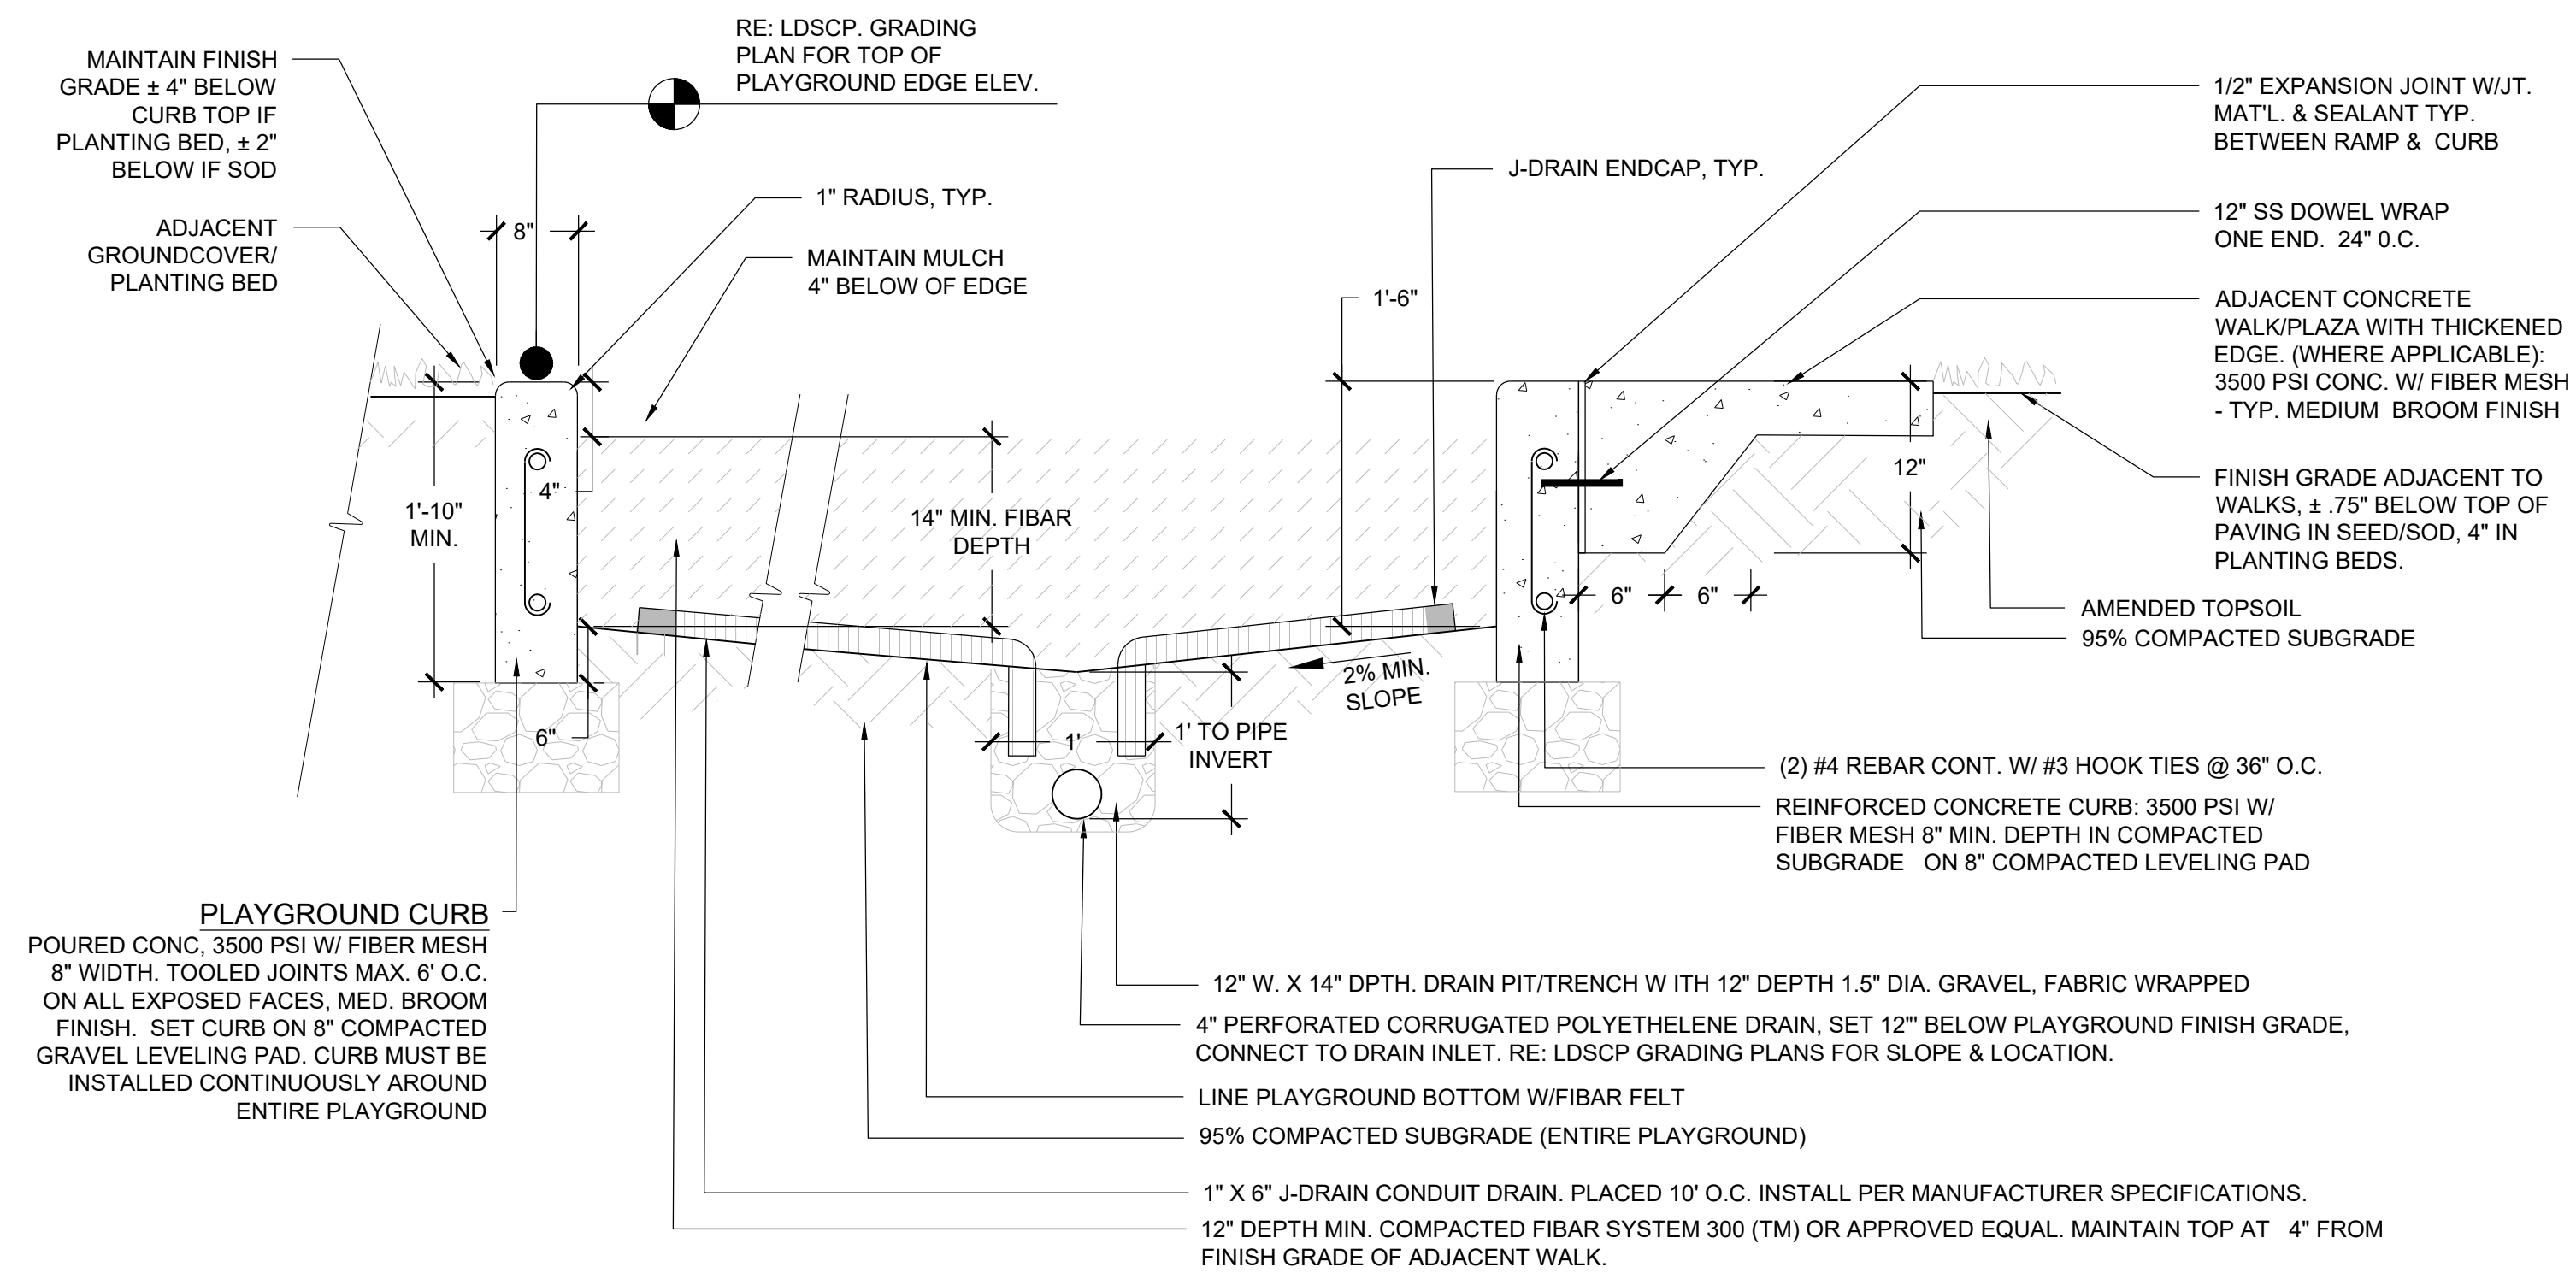 RE: LDSCP. GRADING
PLAN FOR TOP OF
PLAYGROUND EDGE ELEV.
MAINTAIN FINISH
GRADE ± 4" BELOW
CURB TOP IF
PLANTING BED, ± 2"
BELOW IF SOD
ADJACENT
GROUNDCOVER/
PLANTING BED
8"
1" RADIUS, TYP.
MAINTAIN MULCH
4" BELOW OF EDGE
J-DRAIN ENDCAP, TYP.
1'-6"
1/2" EXPANSION JOINT W/JT.
MAT'L. & SEALANT TYP.
BETWEEN RAMP &  CURB
12" SS DOWEL WRAP
ONE END.  24" 0.C.
ADJACENT CONCRETE
WALK/PLAZA WITH THICKENED
EDGE. (WHERE APPLICABLE):
3500 PSI CONC. W/ FIBER MESH
- TYP. MEDIUM  BROOM FINISH
FINISH GRADE ADJACENT TO
WALKS, ± .75" BELOW TOP OF
PAVING IN SEED/SOD, 4" IN
PLANTING BEDS.
AMENDED TOPSOIL
95% COMPACTED SUBGRADE
1'-10"
MIN.
4"
14" MIN. FIBAR
DEPTH
12"
6"
6"
6"
1'
1' TO PIPE
INVERT
2% MIN.
SLOPE
(2) #4 REBAR CONT. W/ #3 HOOK TIES @ 36" O.C.
REINFORCED CONCRETE CURB: 3500 PSI W/
FIBER MESH 8" MIN. DEPTH IN COMPACTED
SUBGRADE   ON 8" COMPACTED LEVELING PAD
PLAYGROUND CURB
POURED CONC, 3500 PSI W/ FIBER MESH
8" WIDTH. TOOLED JOINTS MAX. 6' O.C.
ON ALL EXPOSED FACES, MED. BROOM
FINISH.  SET CURB ON 8" COMPACTED
GRAVEL LEVELING PAD. CURB MUST BE
INSTALLED CONTINUOUSLY AROUND
ENTIRE PLAYGROUND
12" W. X 14" DPTH. DRAIN PIT/TRENCH W ITH 12" DEPTH 1.5" DIA. GRAVEL, FABRIC WRAPPED
4" PERFORATED CORRUGATED POLYETHELENE DRAIN, SET 12"' BELOW PLAYGROUND FINISH GRADE,
CONNECT TO DRAIN INLET. RE: LDSCP GRADING PLANS FOR SLOPE & LOCATION.
LINE PLAYGROUND BOTTOM W/FIBAR FELT
95% COMPACTED SUBGRADE (ENTIRE PLAYGROUND)
1" X 6" J-DRAIN CONDUIT DRAIN. PLACED 10' O.C. INSTALL PER MANUFACTURER SPECIFICATIONS.
12" DEPTH MIN. COMPACTED FIBAR SYSTEM 300 (TM) OR APPROVED EQUAL. MAINTAIN TOP AT   4" FROM
FINISH GRADE OF ADJACENT WALK.